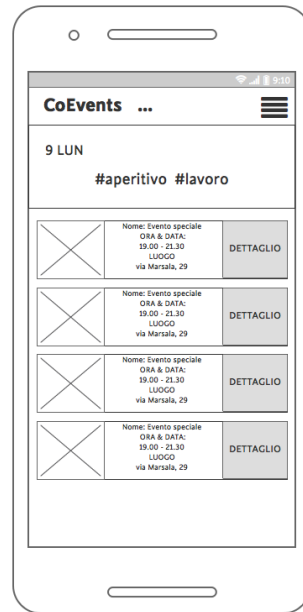 9:10
CoEvents ...
9 LUN
#aperitivo #lavoro
Nome: Evento speciale
ORA & DATA:
19.00 - 21.30
LUOGO
via Marsala, 29
DETTAGLIO
Nome: Evento speciale
ORA & DATA:
19.00 - 21.30
LUOGO
via Marsala, 29
DETTAGLIO
Nome: Evento speciale
ORA & DATA:
19.00 - 21.30
LUOGO
via Marsala, 29
DETTAGLIO
Nome: Evento speciale
ORA & DATA:
19.00 - 21.30
LUOGO
via Marsala, 29
DETTAGLIO